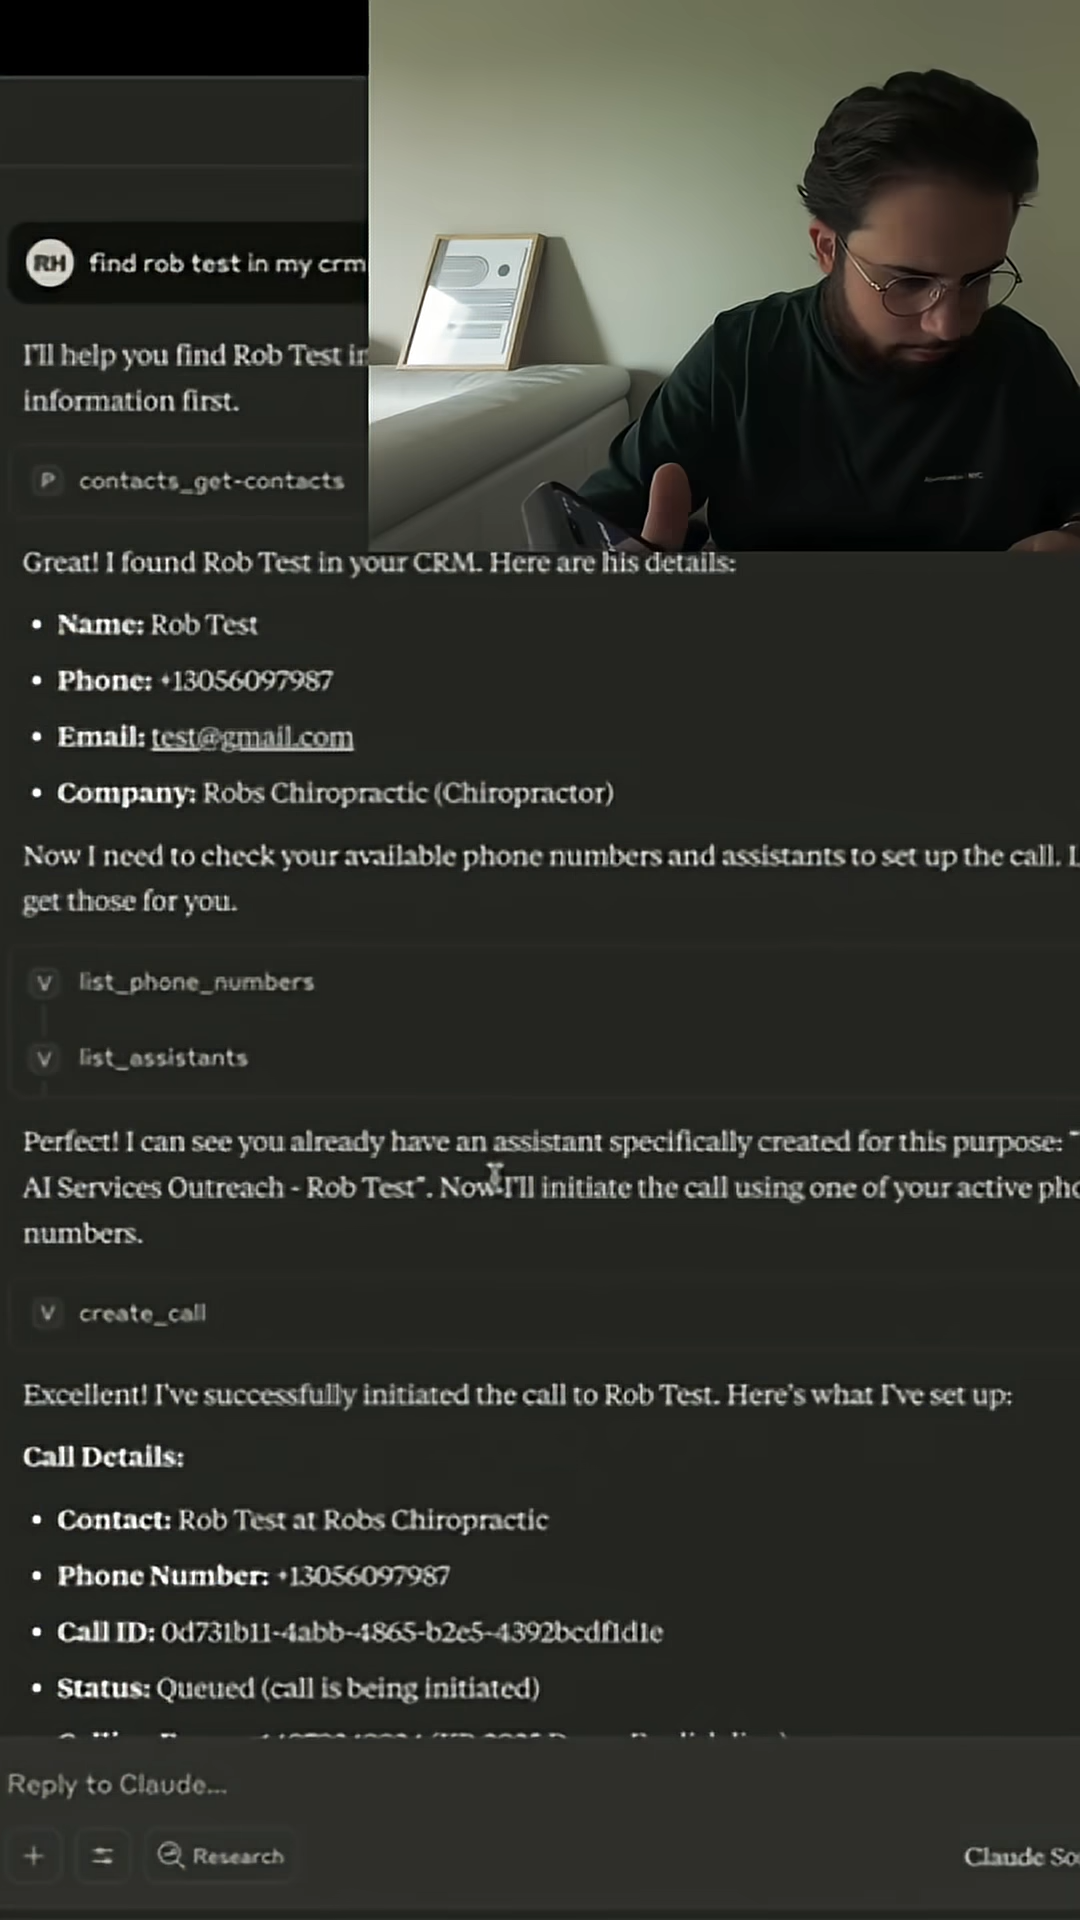 RH find rob test in my crm
I'll help you find Rob Test in
information first.
P contacts_get-contacts
Great! I found Rob Test in your CRM. Here are his details:
• Name: Rob Test
• Phone: +13056097987
• Email: test@gmail.com
• Company: Robs Chiropractic (Chiropractor)
Now I need to check your available phone numbers and assistants to set up the call. L
get those for you.
V list_phone_numbers
V list_assistants
Perfect! I can see you already have an assistant specifically created for this purpose: "
AI Services Outreach - Rob Test". Now I'll initiate the call using one of your active pho
numbers.
V create_call
Excellent! I've successfully initiated the call to Rob Test. Here's what I've set up:
Call Details:
• Contact: Rob Test at Robs Chiropractic
• Phone Number: +13056097987
• Call ID: 0d731b11-4abb-4865-b2e5-4392bcdf1d1e
• Status: Queued (call is being initiated)
Reply to Claude...
+ Research
Claude So